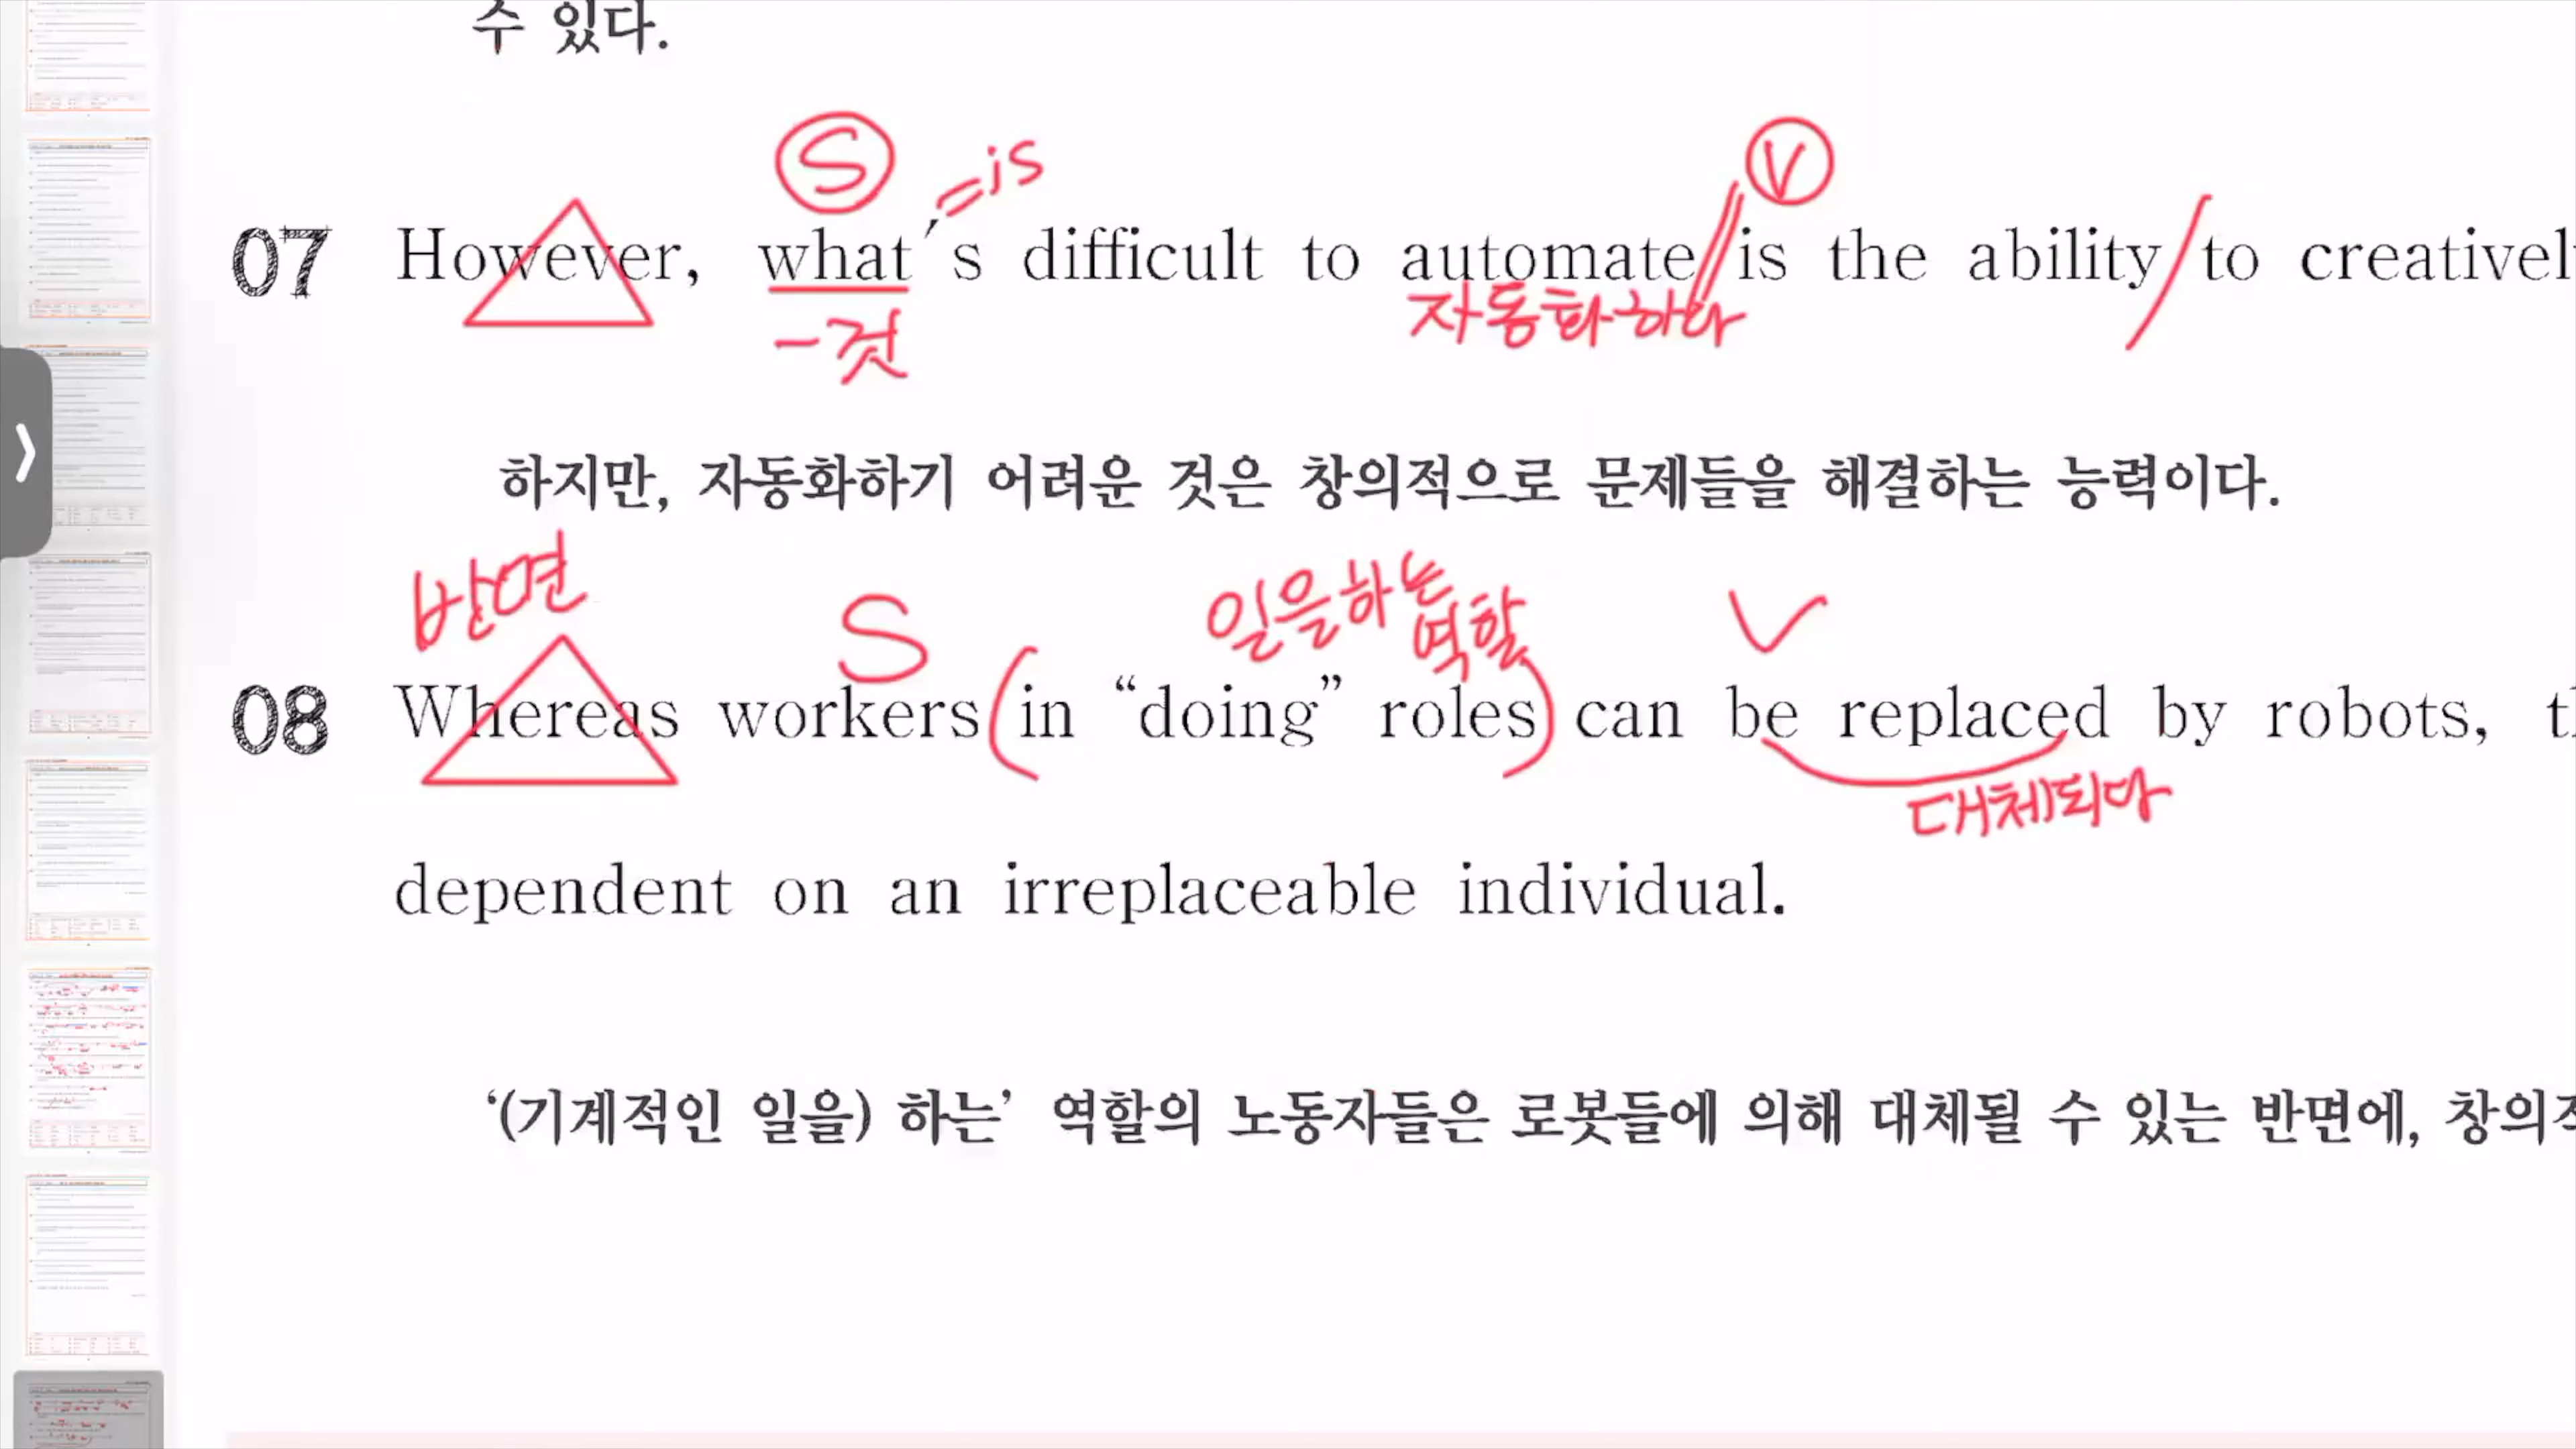 수 있다.
S =is V
07 However, what's difficult to automate is the ability to creativel
-것 자동화하다
하지만, 자동화하기 어려운 것은 창의적으로 문제들을 해결하는 능력이다.
반면 S 일을하는 역할 V
08 Whereas workers in “doing” roles can be replaced by robots, t
대체되다
dependent on an irreplaceable individual.
‘(기계적인 일을) 하는’ 역할의 노동자들은 로봇들에 의해 대체될 수 있는 반면에, 창의적